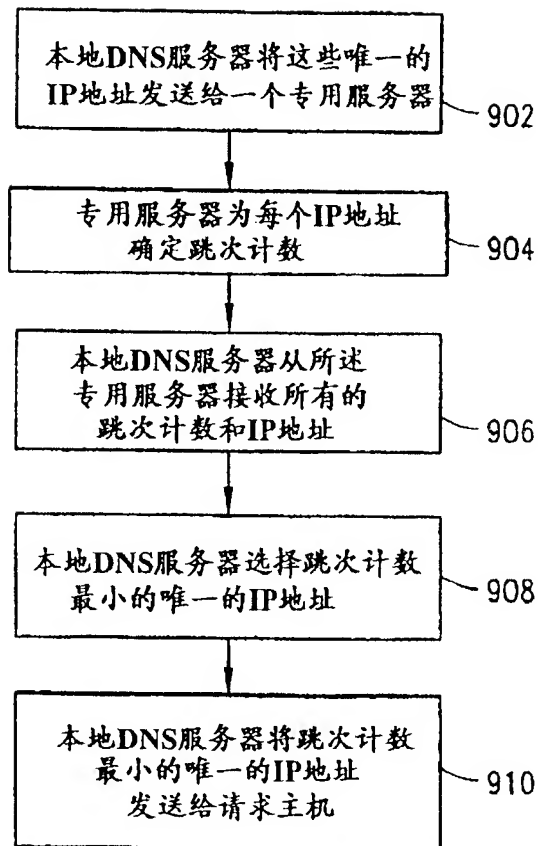 本地DNS服务器将这些唯一的
IP地址发送给一个专用服务器
902
专用服务器为每个IP地址
确定跳次计数
904
本地DNS服务器从所述
专用服务器接收所有的
跳次计数和IP地址
906
本地DNS服务器选择跳次计数
最小的唯一的IP地址
908
本地DNS服务器将跳次计数
最小的唯一的IP地址
发送给请求主机
910